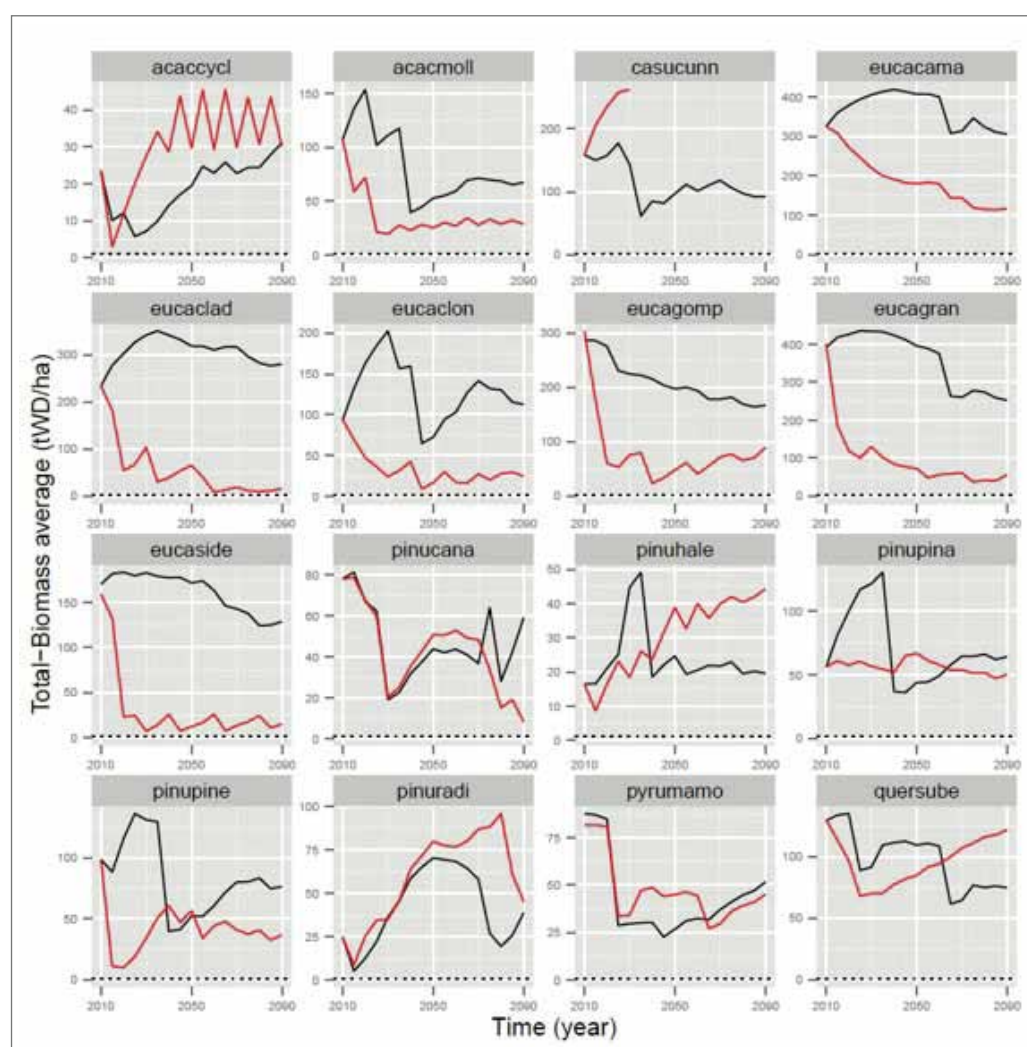 acaccycl acacmoll casucunn eucacama
40 30 20 10 0
150 100 50 0
200 100 0
400 300 200 100 0
2010 2050 2090 2010 2050 2090 2010 2050 2090 2010 2050 2090
eucaclad eucaclon eucagomp eucagran
300 200 100 0
200 150 100 50 0
300 200 100 0
400 300 200 100 0
2010 2050 2090 2010 2050 2090 2010 2050 2090 2010 2050 2090
eucaside pinucana pinuhale pinupina
150 100 50 0
80 60 40 20 0
50 40 30 20 10 0
100 50 0
2010 2050 2090 2010 2050 2090 2010 2050 2090 2010 2050 2090
pinupine pinuradi pyrumamo quersube
100 50 0
100 75 50 25 0
75 50 25 0
100 50 0
2010 2050 2090 2010 2050 2090 2010 2050 2090 2010 2050 2090
Total-Biomass average (tWD/ha)
Time (year)